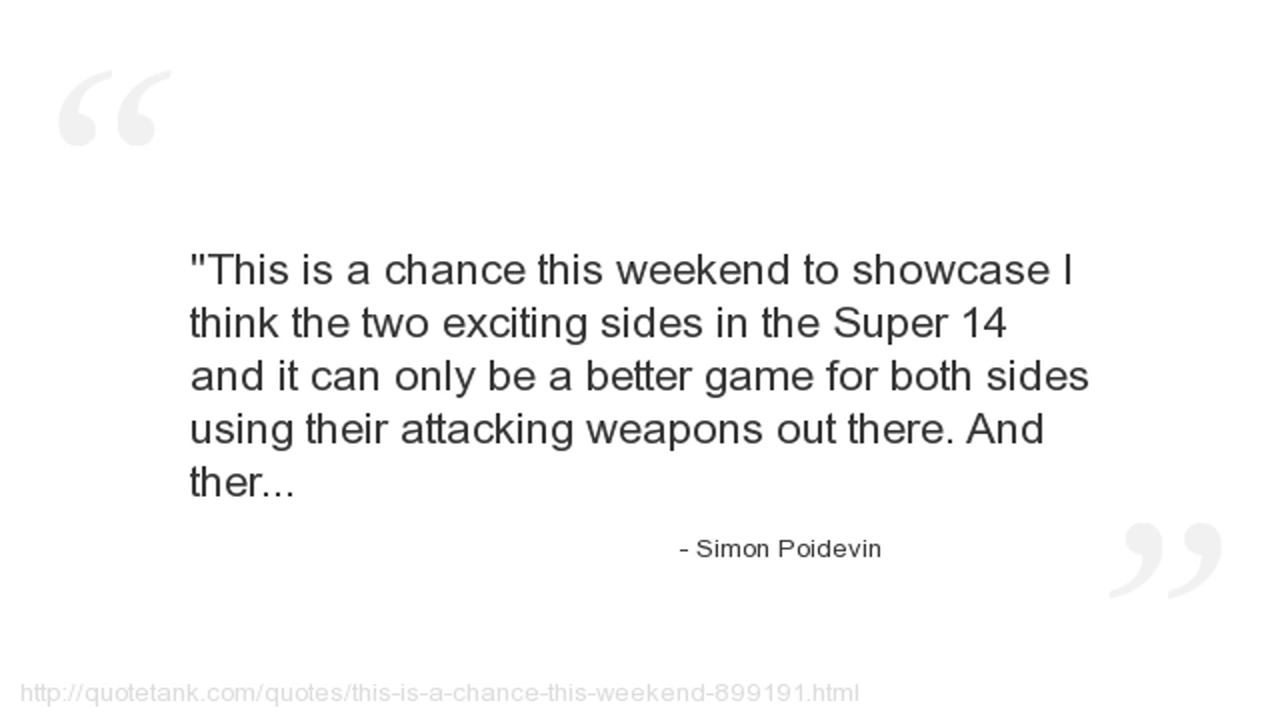 "This is a chance this weekend to showcase I
think the two exciting sides in the Super 14
and it can only be a better game for both sides
using their attacking weapons out there. And
ther...
- Simon Poidevin
http://quotetank.com/quotes/this-is-a-chance-this-weekend-899191.html